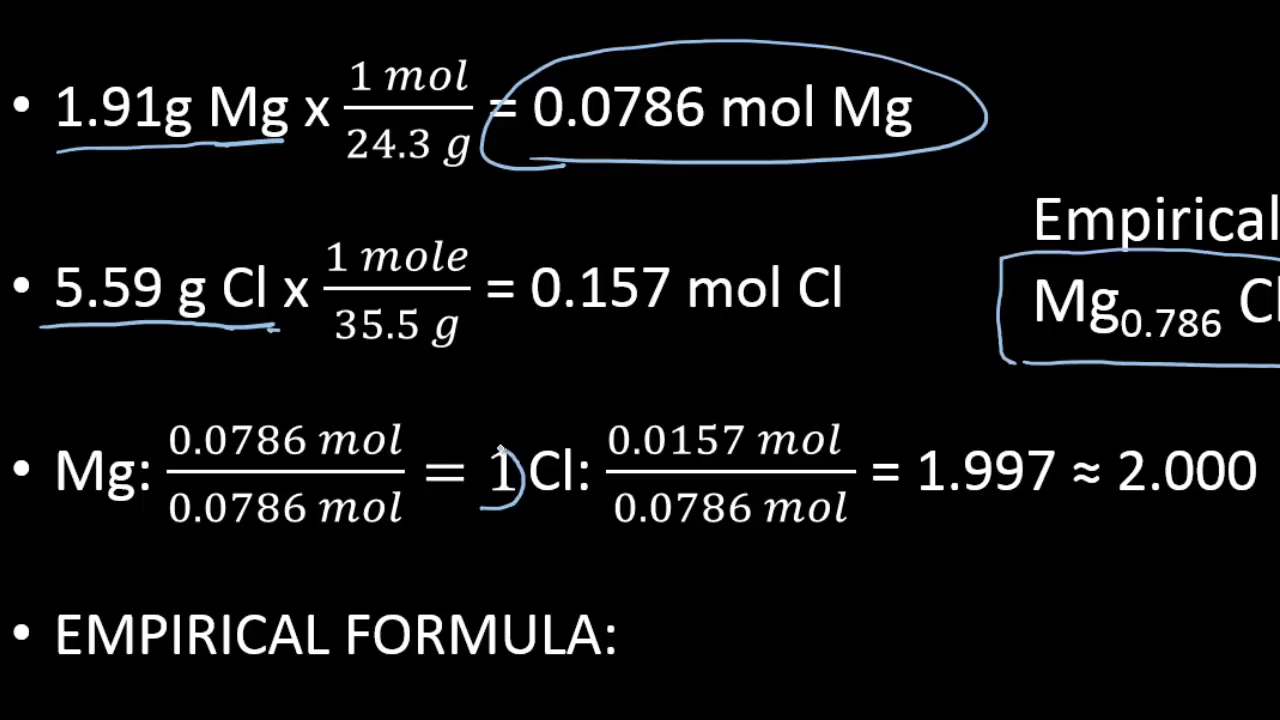 • 1.91g Mg x 1 mol / 24.3 g = 0.0786 mol Mg
Empirical
• 5.59 g Cl x 1 mole / 35.5 g = 0.157 mol Cl
Mg₀.₇₈₆ Cl
• Mg: 0.0786 mol / 0.0786 mol = 1 Cl: 0.0157 mol / 0.0786 mol = 1.997 ≈ 2.000
• EMPIRICAL FORMULA: